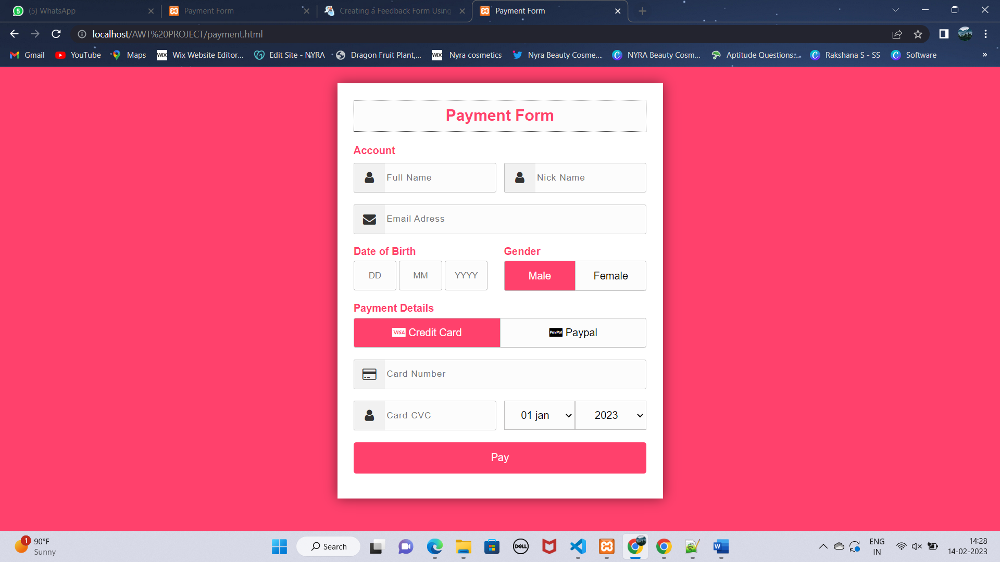 (5) WhatsApp
Payment Form
Creating a Feedback Form Using
Payment Form
localhost/AWT%20PROJECT/payment.html
Gmail
YouTube
Maps
WIX Wix Website Editor...
Edit Site - NYRA
Dragon Fruit Plant,...
WIX Nyra cosmetics
Nyra Beauty Cosme...
NYRA Beauty Cosm...
Aptitude Questions...
Rakshana S - SS
Software
»
Payment Form
Account
Full Name
Nick Name
Email Adress
Date of Birth
Gender
DD
MM
YYYY
Male
Female
Payment Details
VISA Credit Card
PayPal Paypal
Card Number
Card CVC
01 jan
2023
Pay
1
90°F
Sunny
Search
DELL
W
ENG
IN
14:28
14-02-2023